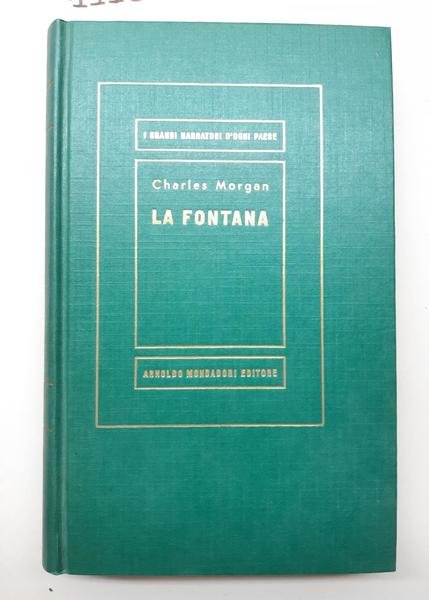 I GRANDI NARRATORI D'OGNI PAESE
Charles Morgan
LA FONTANA
ARNOLDO MONDADORI EDITORE